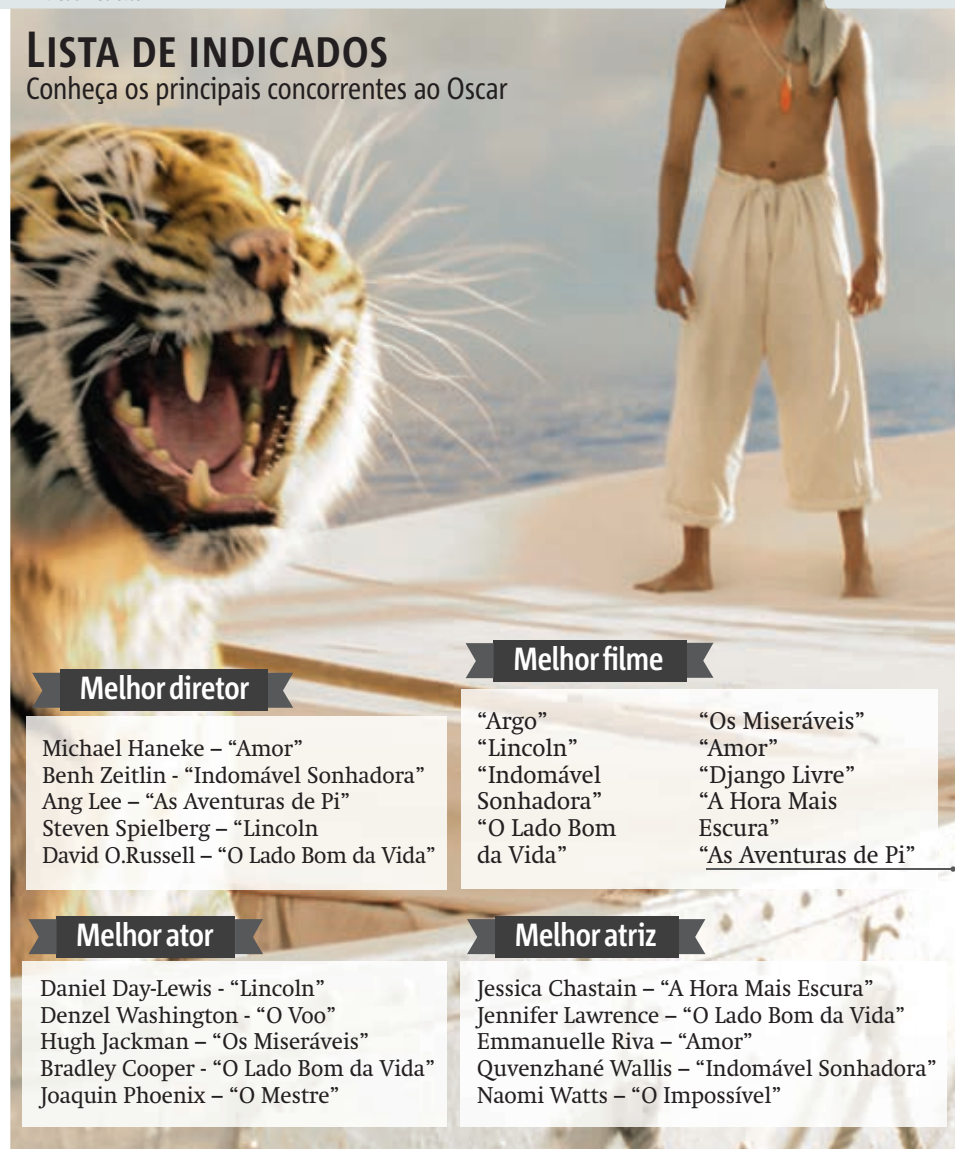 LISTA DE INDICADOS
Conheça os principais concorrentes ao Oscar
Melhor diretor
Michael Haneke – “Amor”
Benh Zeitlin - “Indomável Sonhadora”
Ang Lee – “As Aventuras de Pi”
Steven Spielberg – “Lincoln
David O.Russell – “O Lado Bom da Vida”
Melhor filme
“Argo”
“Lincoln”
“Indomável
Sonhadora”
“O Lado Bom
da Vida”
“Os Miseráveis”
“Amor”
“Django Livre”
“A Hora Mais
Escura”
“As Aventuras de Pi”
Melhor ator
Daniel Day-Lewis - “Lincoln”
Denzel Washington - “O Voo”
Hugh Jackman – “Os Miseráveis”
Bradley Cooper - “O Lado Bom da Vida”
Joaquin Phoenix – “O Mestre”
Melhor atriz
Jessica Chastain – “A Hora Mais Escura”
Jennifer Lawrence – “O Lado Bom da Vida”
Emmanuelle Riva – “Amor”
Quvenzhané Wallis – “Indomável Sonhadora”
Naomi Watts – “O Impossível”